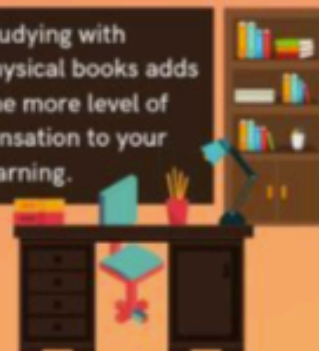 udying with
ysical books adds
e more level of
nsation to your
arning.